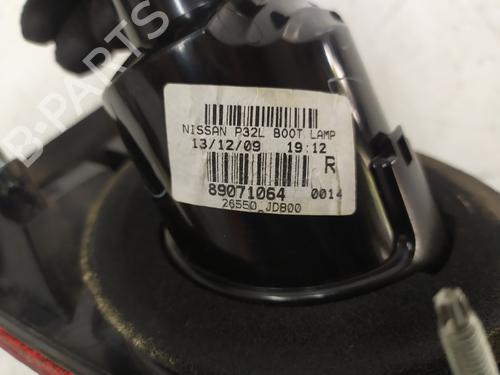 B-PARTS
NISSAN P32L BOOT LAMP
13/12/09 19:12
R
89071064 0014
26550 JD800